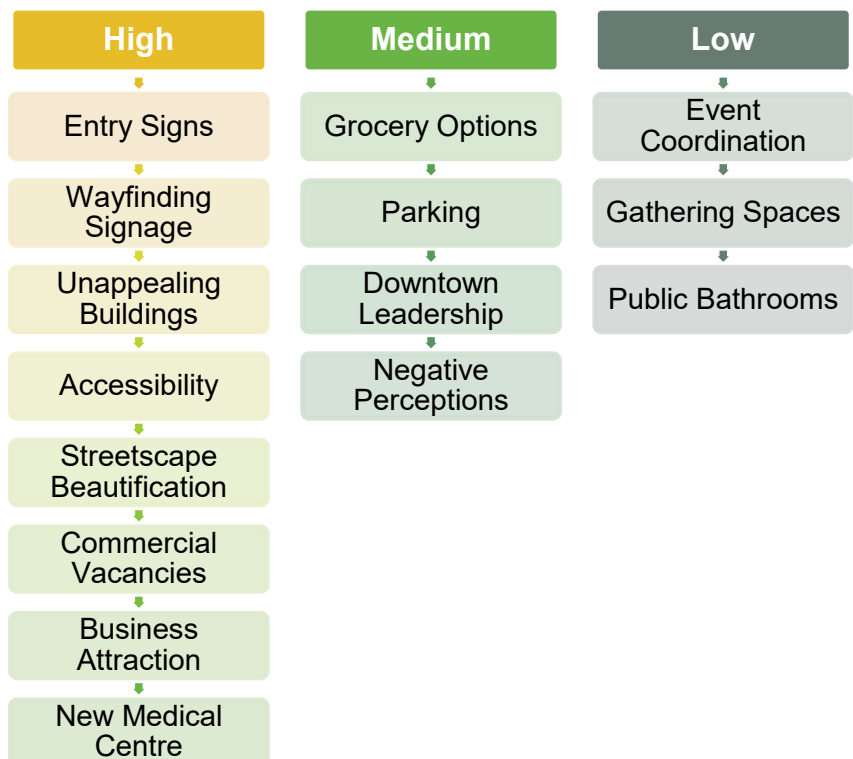 High
Entry Signs
Wayfinding
Signage
Unappealing
Buildings
Accessibility
Streetscape
Beautification
Commercial
Vacancies
Business
Attraction
New Medical
Centre
Medium
Grocery Options
Parking
Downtown
Leadership
Negative
Perceptions
Low
Event
Coordination
Gathering Spaces
Public Bathrooms